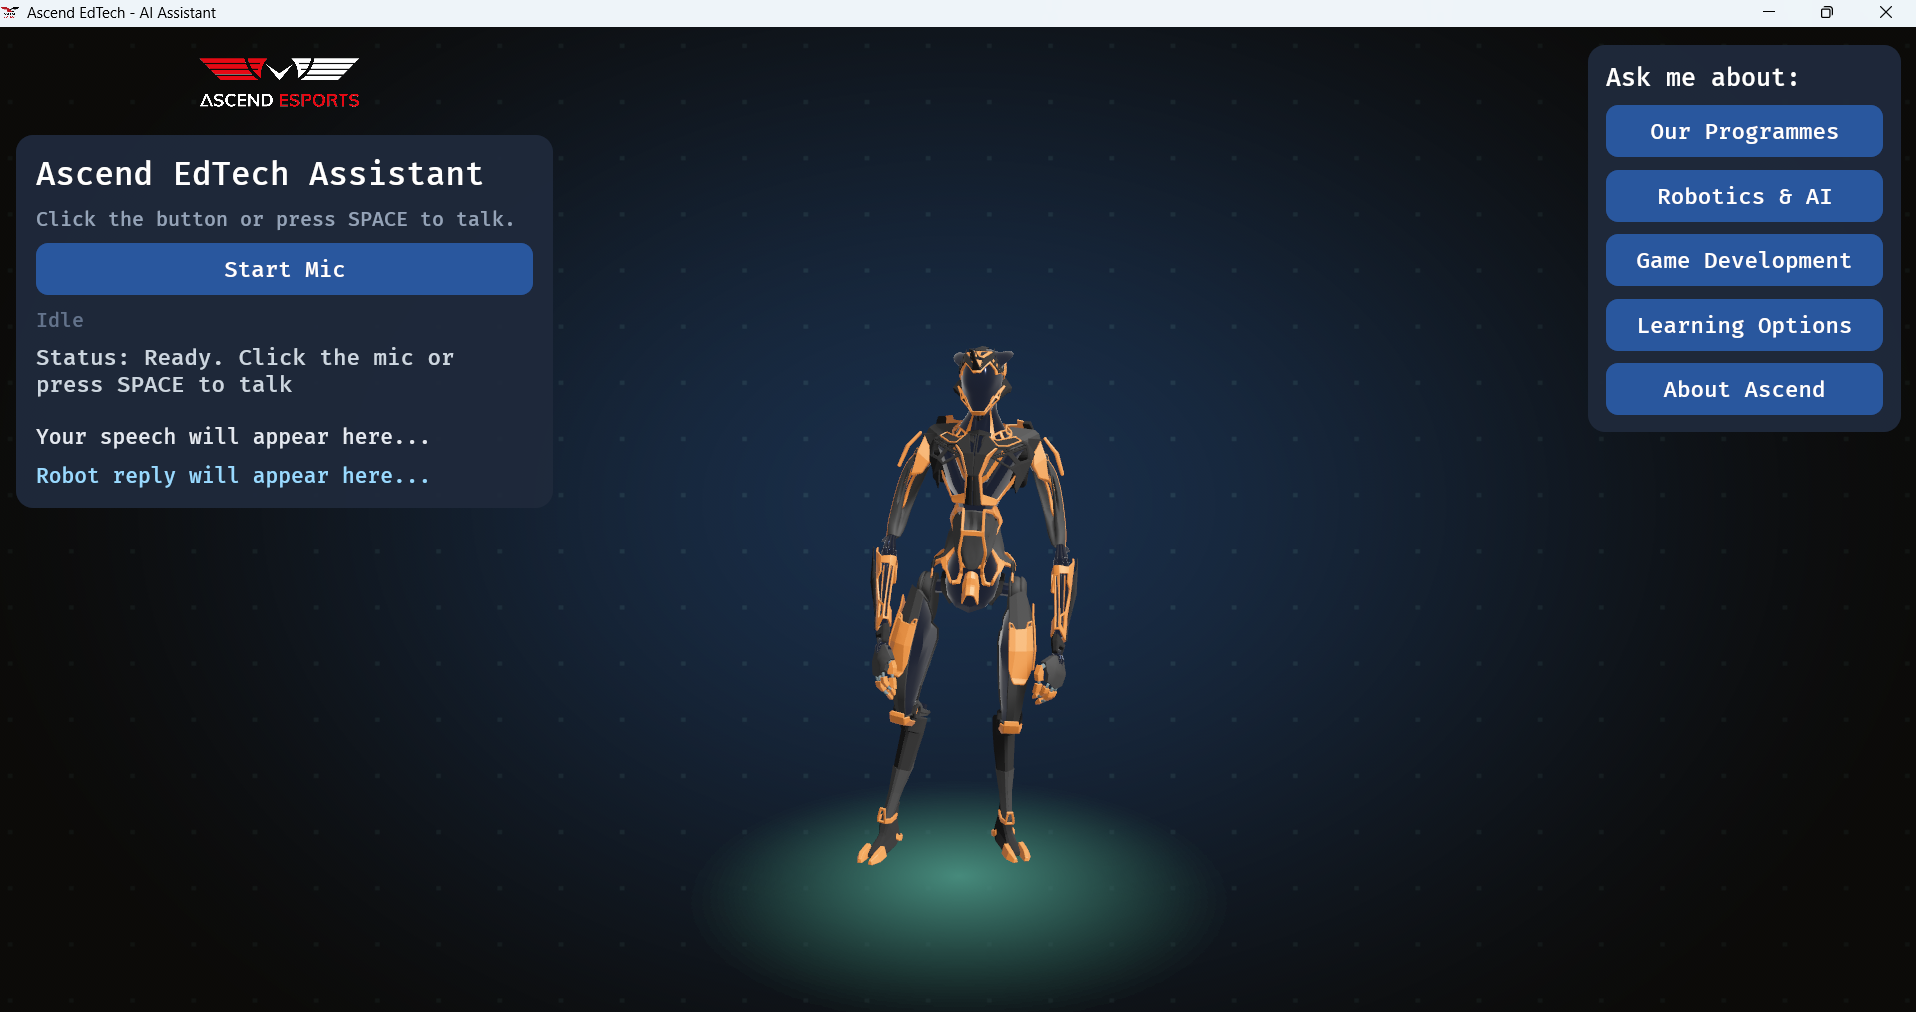 Ascend EdTech - AI Assistant
ASCEND ESPORTS
Ascend EdTech Assistant
Click the button or press SPACE to talk.
Start Mic
Idle
Status: Ready. Click the mic or
press SPACE to talk
Your speech will appear here...
Robot reply will appear here...
Ask me about:
Our Programmes
Robotics & AI
Game Development
Learning Options
About Ascend